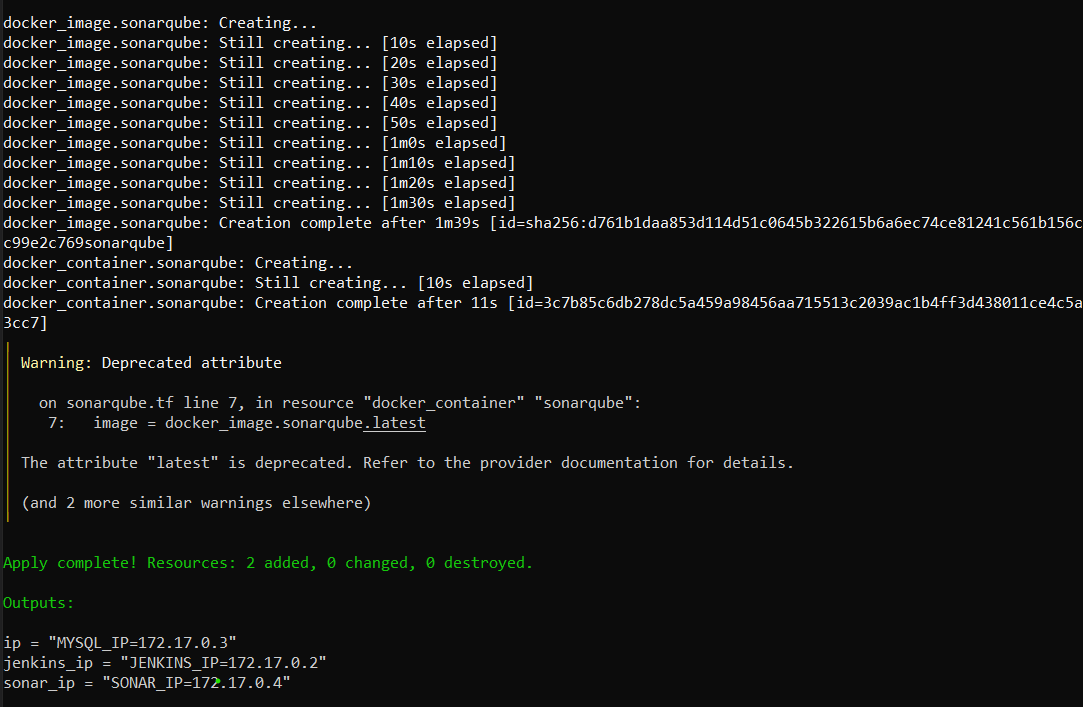 docker_image.sonarqube: Creating...
docker_image.sonarqube: Still creating... [10s elapsed]
docker_image.sonarqube: Still creating... [20s elapsed]
docker_image.sonarqube: Still creating... [30s elapsed]
docker_image.sonarqube: Still creating... [40s elapsed]
docker_image.sonarqube: Still creating... [50s elapsed]
docker_image.sonarqube: Still creating... [1m0s elapsed]
docker_image.sonarqube: Still creating... [1m10s elapsed]
docker_image.sonarqube: Still creating... [1m20s elapsed]
docker_image.sonarqube: Still creating... [1m30s elapsed]
docker_image.sonarqube: Creation complete after 1m39s [id=sha256:d761b1daa853d114d51c0645b322615b6a6ec74ce81241c561b156c
c99e2c769sonarqube]
docker_container.sonarqube: Creating...
docker_container.sonarqube: Still creating... [10s elapsed]
docker_container.sonarqube: Creation complete after 11s [id=3c7b85c6db278dc5a459a98456aa715513c2039ac1b4ff3d438011ce4c5a
3cc7]
Warning: Deprecated attribute
on sonarqube.tf line 7, in resource "docker_container" "sonarqube":
7: image = docker_image.sonarqube.latest
The attribute "latest" is deprecated. Refer to the provider documentation for details.
(and 2 more similar warnings elsewhere)
Apply complete! Resources: 2 added, 0 changed, 0 destroyed.
Outputs:
ip = "MYSQL_IP=172.17.0.3"
jenkins_ip = "JENKINS_IP=172.17.0.2"
sonar_ip = "SONAR_IP=172.17.0.4"